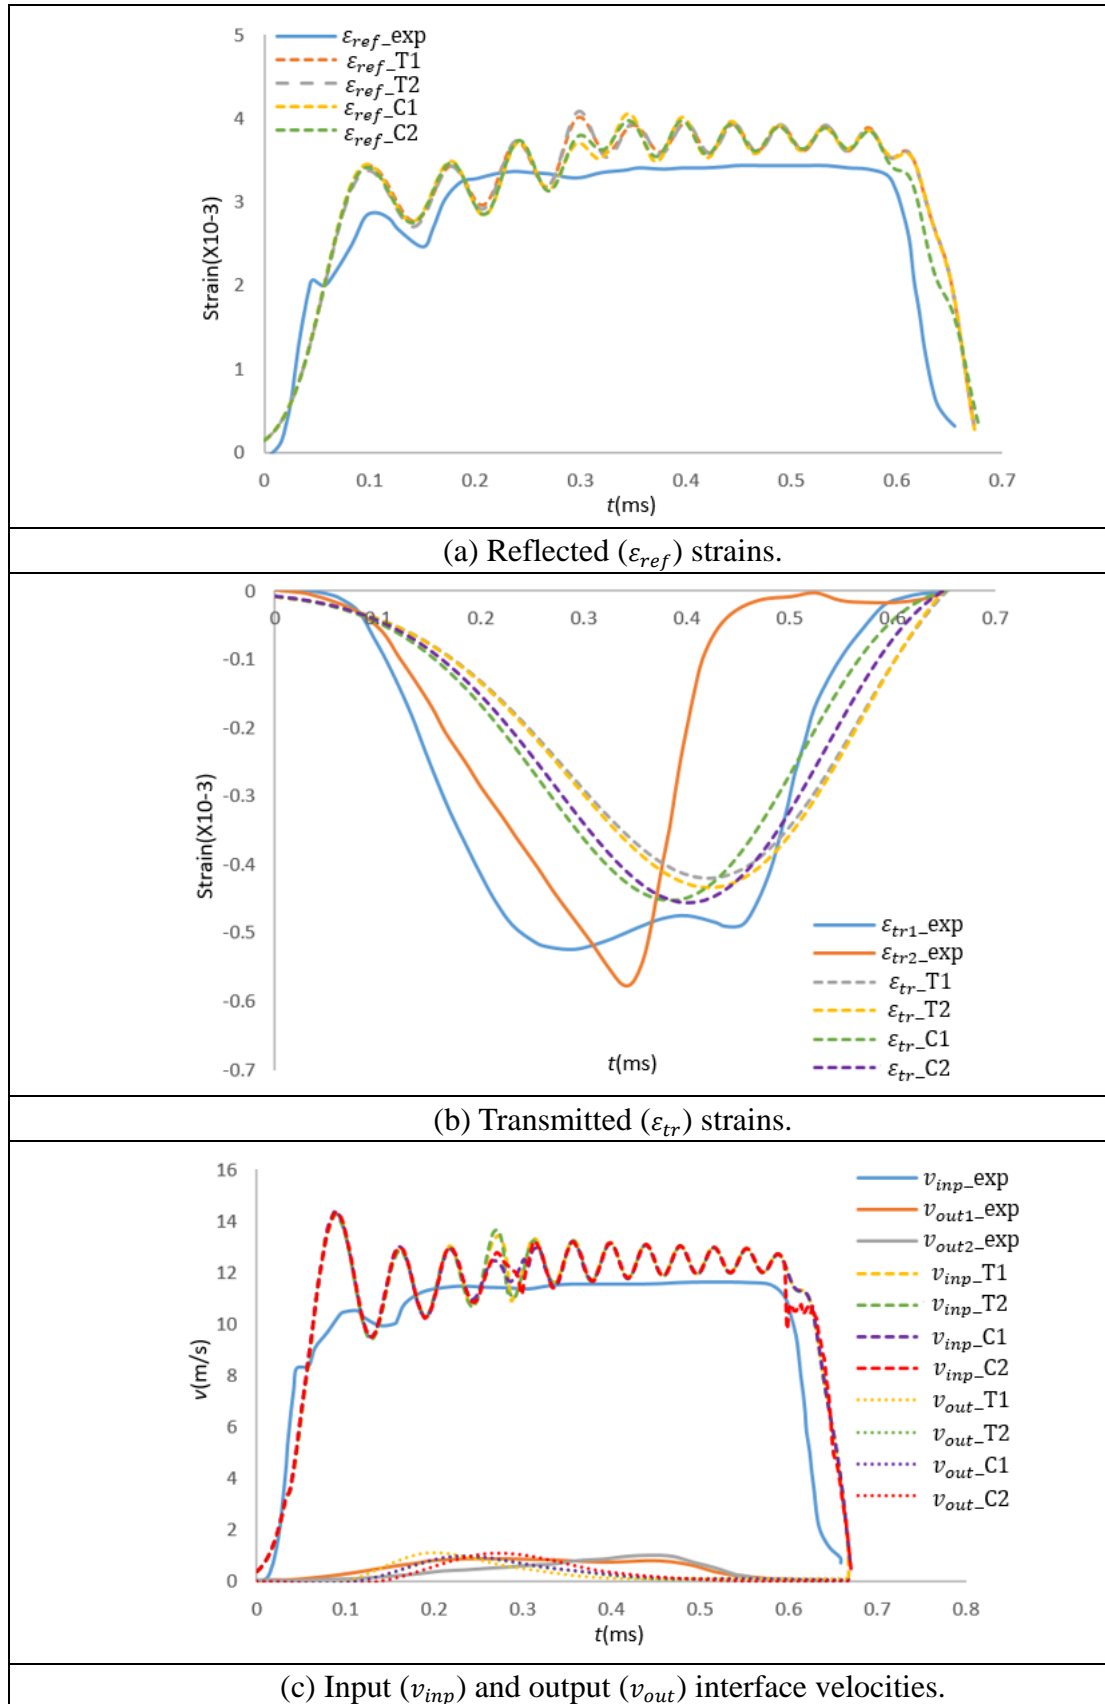 5
4
3
2
1
0
Strain(X10-3)
ε_ref_exp
ε_ref_T1
ε_ref_T2
ε_ref_C1
ε_ref_C2
0 0.1 0.2 0.3 0.4 0.5 0.6 0.7
t(ms)
(a) Reflected (ε_ref) strains.
0
-0.1
-0.2
-0.3
-0.4
-0.5
-0.6
-0.7
Strain(X10-3)
0 0.1 0.2 0.3 0.4 0.5 0.6 0.7
ε_tr1_exp
ε_tr2_exp
ε_tr_T1
ε_tr_T2
ε_tr_C1
ε_tr_C2
t(ms)
(b) Transmitted (ε_tr) strains.
16
14
12
10
8
6
4
2
0
v(m/s)
v_inp_exp
v_out1_exp
v_out2_exp
v_inp_T1
v_inp_T2
v_inp_C1
v_inp_C2
v_out_T1
v_out_T2
v_out_C1
v_out_C2
0 0.1 0.2 0.3 0.4 0.5 0.6 0.7 0.8
t(ms)
(c) Input (v_inp) and output (v_out) interface velocities.